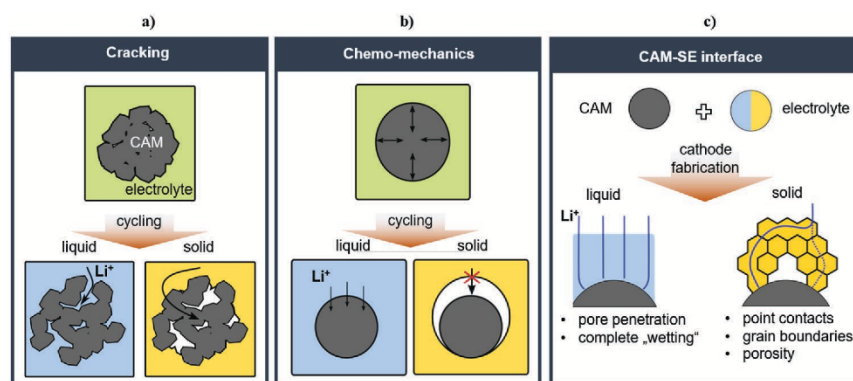 a)
Cracking
CAM
electrolyte
cycling
liquid solid
Li⁺
b)
Chemo-mechanics
cycling
liquid solid
Li⁺
c)
CAM-SE interface
CAM electrolyte
cathode
fabrication
liquid solid
Li⁺
• pore penetration
• complete „wetting“
• point contacts
• grain boundaries
• porosity